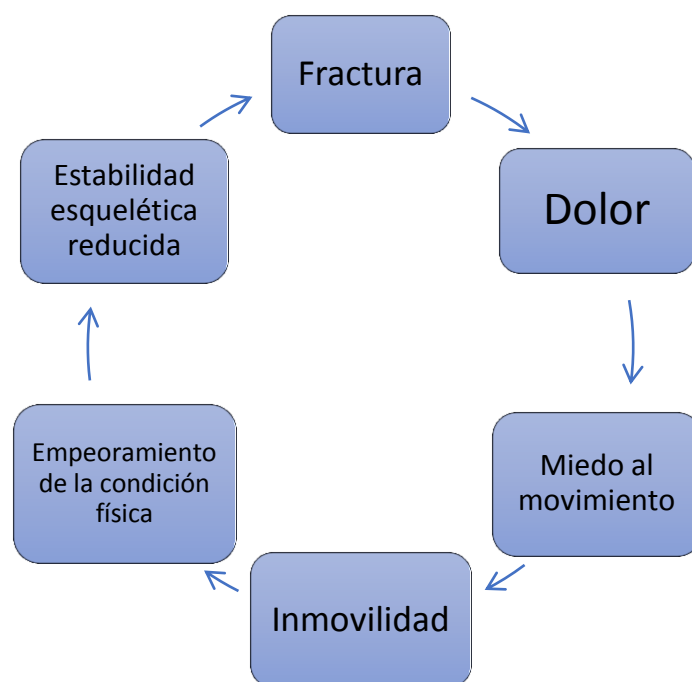 Fractura
Dolor
Miedo al
movimiento
Inmovilidad
Empeoramiento
de la condición
física
Estabilidad
esquelética
reducida